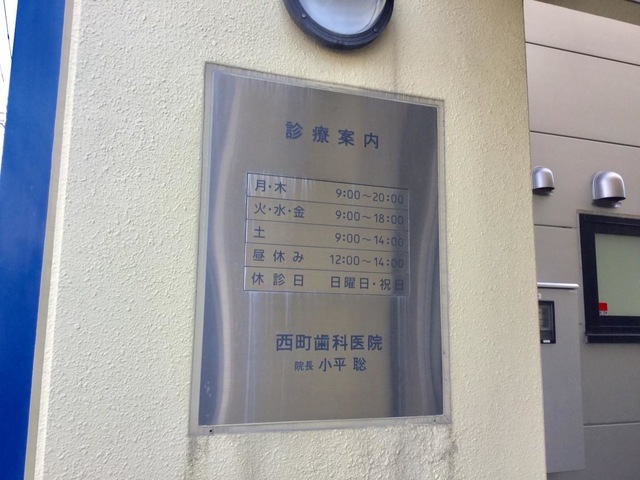 診療案内
月・木 9:00～20:00
火・水・金 9:00～18:00
土 9:00～14:00
昼休み 12:00～14:00
休診日 日曜日・祝日
西町歯科医院
院長 小平 聡